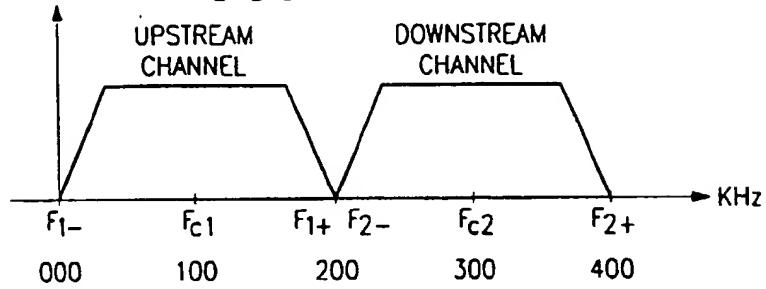 UPSTREAM CHANNEL
DOWNSTREAM CHANNEL
KHz
F1- Fc1 F1+ F2- Fc2 F2+
000 100 200 300 400